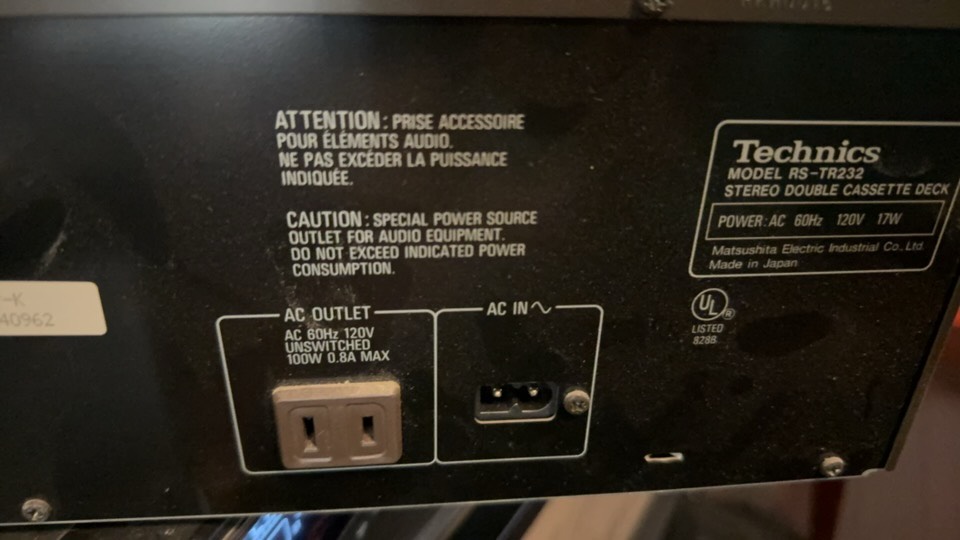 ATTENTION: PRISE ACCESSOIRE
POUR ÉLÉMENTS AUDIO.
NE PAS EXCÉDER LA PUISSANCE
INDIQUÉE.
CAUTION: SPECIAL POWER SOURCE
OUTLET FOR AUDIO EQUIPMENT.
DO NOT EXCEED INDICATED POWER
CONSUMPTION.
Technics
MODEL RS-TR232
STEREO DOUBLE CASSETTE DECK
POWER: AC 60Hz 120V 17W
Matsushita Electric Industrial Co., Ltd.
Made in Japan
UL®
LISTED
828B
-K
40962
AC OUTLET
AC 60Hz 120V
UNSWITCHED
100W 0.8A MAX
AC IN ∿